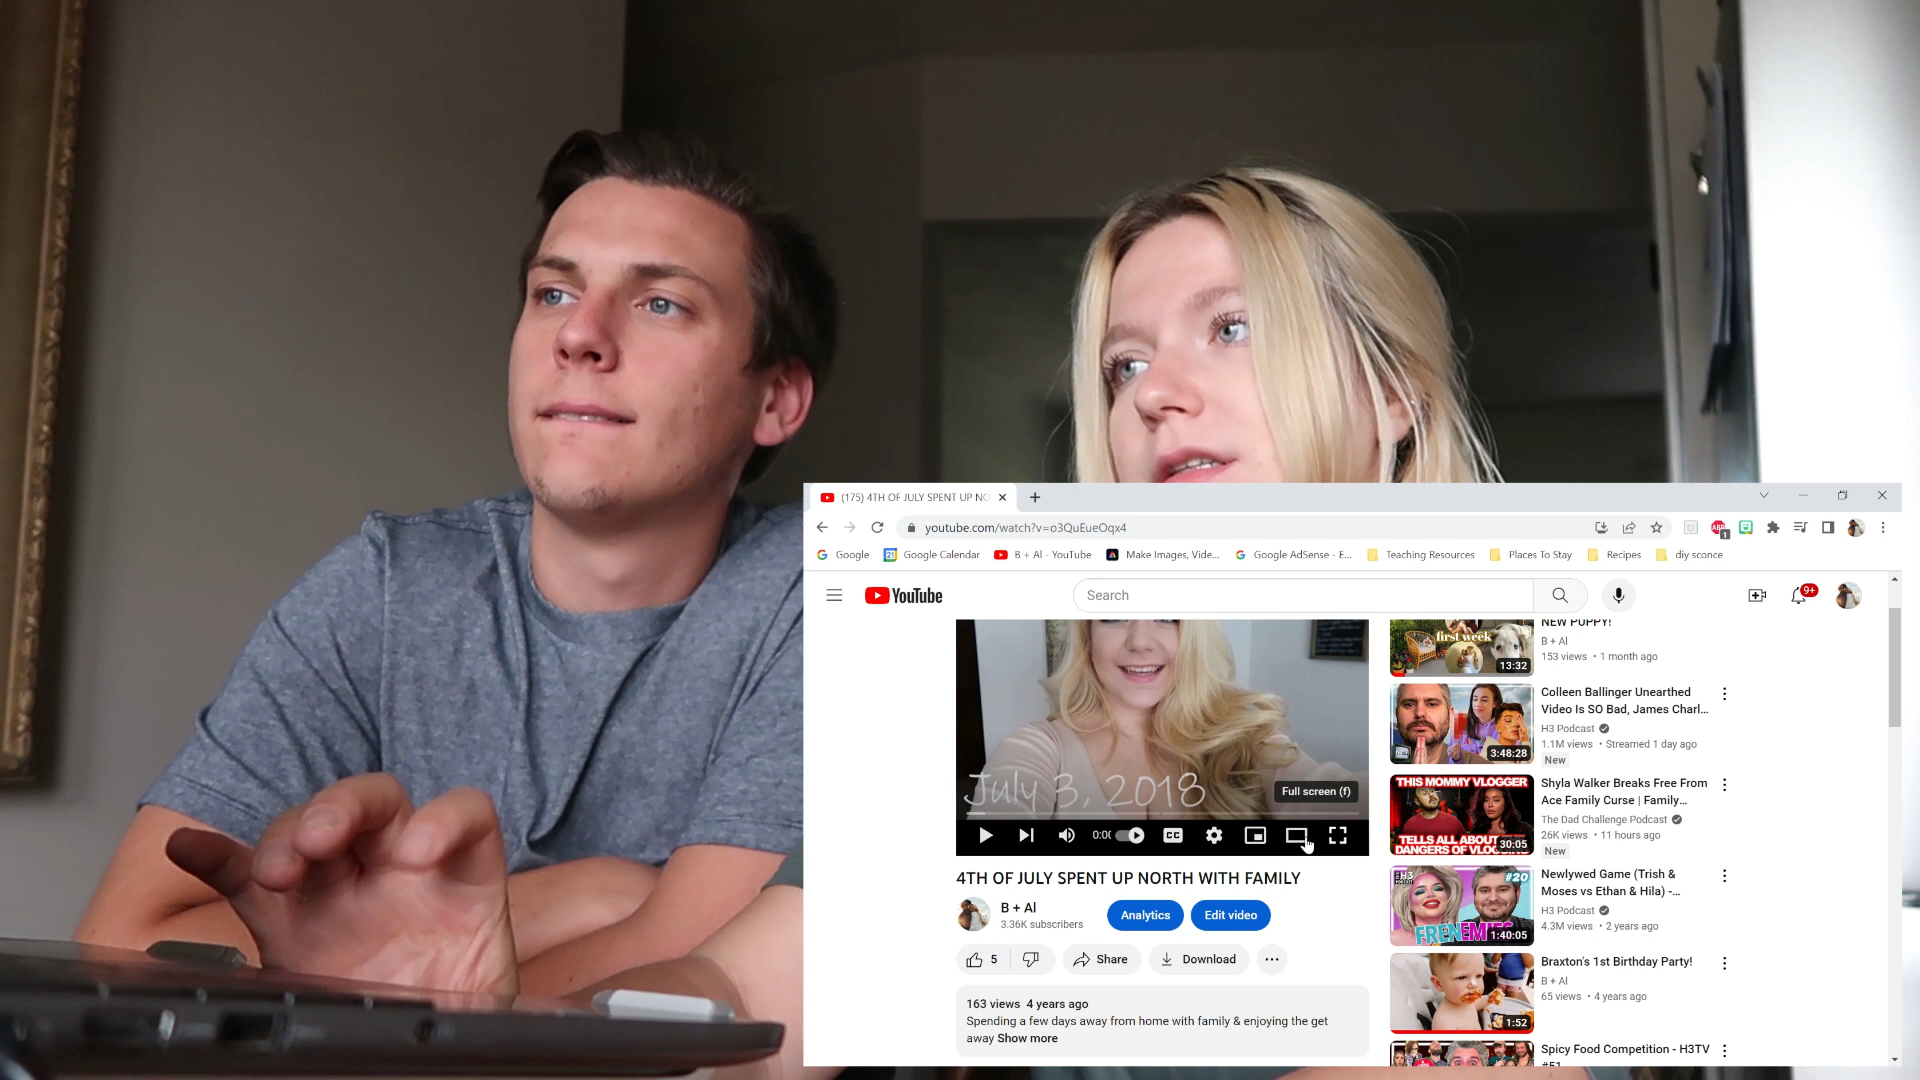 (175) 4TH OF JULY SPENT UP NO
youtube.com/watch?v=o3QuEueOqx4
Google
Google Calendar
B + Al - YouTube
Make Images, Vide...
Google AdSense - E...
Teaching Resources
Places To Stay
Recipes
diy sconce
YouTube
Search
9+
July 3, 2018
Full screen (f)
0:00
CC
4TH OF JULY SPENT UP NORTH WITH FAMILY
B + Al
3.36K subscribers
Analytics
Edit video
5
Share
Download
163 views 4 years ago
Spending a few days away from home with family & enjoying the get
away Show more
first week
13:32
NEW PUPPY!
B + Al
153 views • 1 month ago
3:48:28
Colleen Ballinger Unearthed
Video Is SO Bad, James Charl...
H3 Podcast
1.1M views • Streamed 1 day ago
New
THIS MOMMY VLOGGER
TELLS ALL ABOUT
DANGERS OF
30:05
Shyla Walker Breaks Free From
Ace Family Curse | Family...
The Dad Challenge Podcast
26K views • 11 hours ago
New
H3
#20
1:40:05
Newlywed Game (Trish &
Moses vs Ethan & Hila) -...
H3 Podcast
4.3M views • 2 years ago
1:52
Braxton's 1st Birthday Party!
B + Al
65 views • 4 years ago
Spicy Food Competition - H3TV